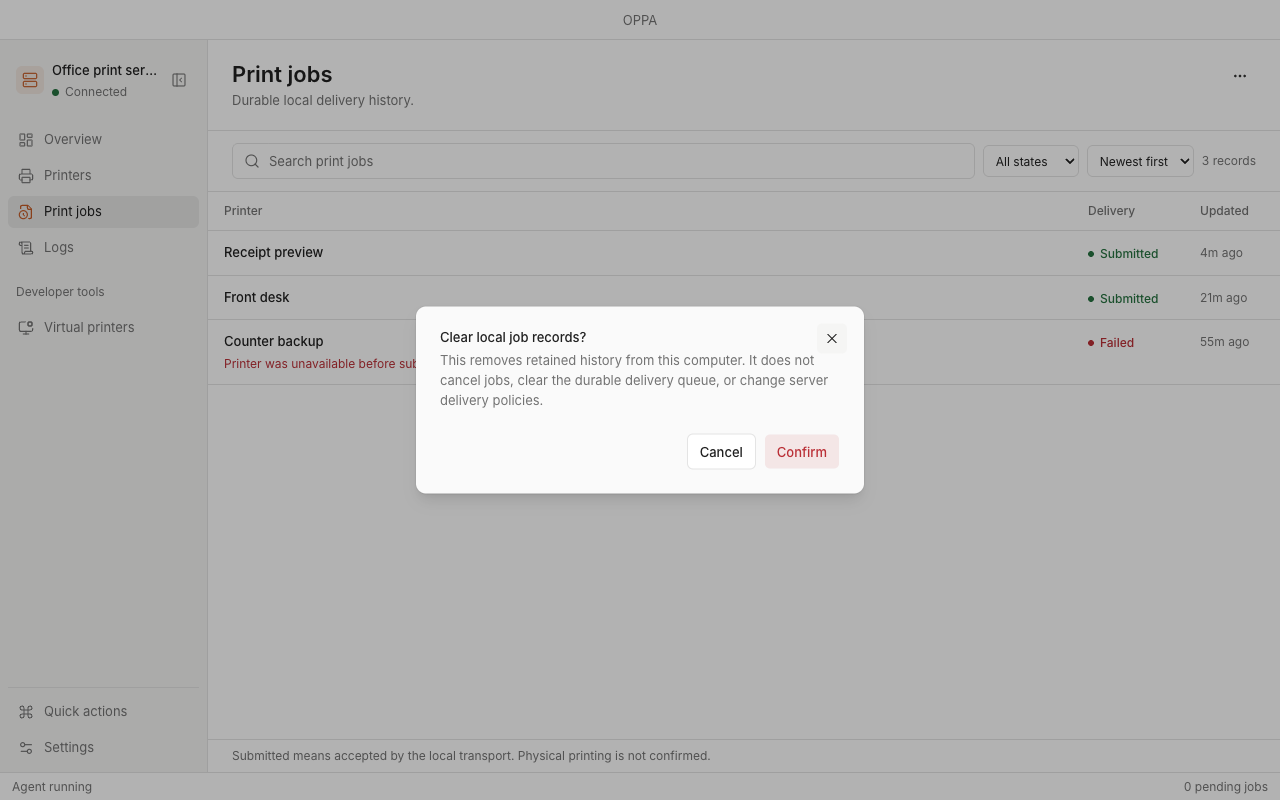 OPPA
Office print ser...
Connected
Overview
Printers
Print jobs
Logs
Developer tools
Virtual printers
Quick actions
Settings
Print jobs
Durable local delivery history.
Search print jobs
All states
Newest first
3 records
Printer
Delivery
Updated
Receipt preview
Submitted
4m ago
Front desk
Submitted
21m ago
Counter backup
Printer was unavailable before sub
Failed
55m ago
Clear local job records?
This removes retained history from this computer. It does not
cancel jobs, clear the durable delivery queue, or change server
delivery policies.
Cancel
Confirm
Submitted means accepted by the local transport. Physical printing is not confirmed.
Agent running
0 pending jobs